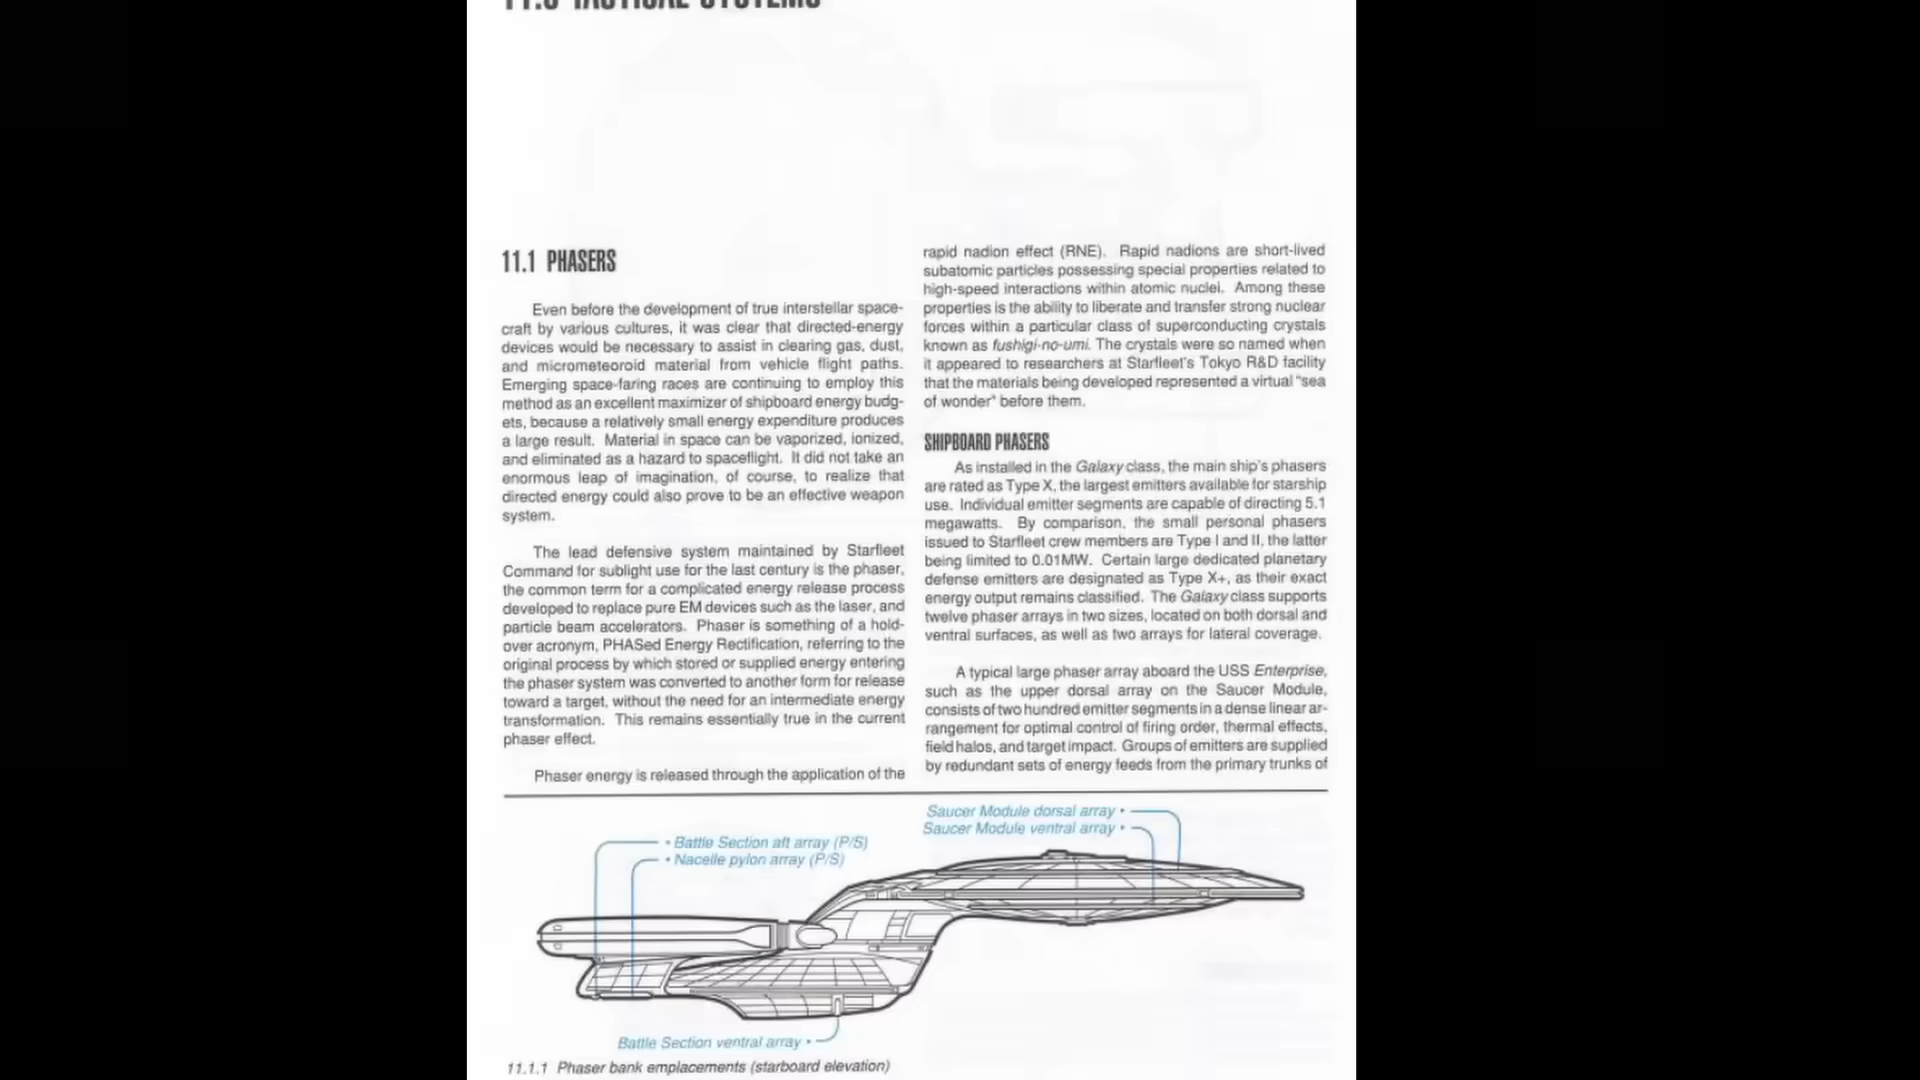 11.0 TACTICAL SYSTEMS
11.1 PHASERS
Even before the development of true interstellar space-
craft by various cultures, it was clear that directed-energy
devices would be necessary to assist in clearing gas, dust,
and micrometeoroid material from vehicle flight paths.
Emerging space-faring races are continuing to employ this
method as an excellent maximizer of shipboard energy budg-
ets, because a relatively small energy expenditure produces
a large result. Material in space can be vaporized, ionized,
and eliminated as a hazard to spaceflight. It did not take an
enormous leap of imagination, of course, to realize that
directed energy could also prove to be an effective weapon
system.
The lead defensive system maintained by Starfleet
Command for sublight use for the last century is the phaser,
the common term for a complicated energy release process
developed to replace pure EM devices such as the laser, and
particle beam accelerators. Phaser is something of a hold-
over acronym, PHASed Energy Rectification, referring to the
original process by which stored or supplied energy entering
the phaser system was converted to another form for release
toward a target, without the need for an intermediate energy
transformation. This remains essentially true in the current
phaser effect.
Phaser energy is released through the application of the
rapid nadion effect (RNE). Rapid nadions are short-lived
subatomic particles possessing special properties related to
high-speed interactions within atomic nuclei. Among these
properties is the ability to liberate and transfer strong nuclear
forces within a particular class of superconducting crystals
known as fushigi-no-umi. The crystals were so named when
it appeared to researchers at Starfleet's Tokyo R&D facility
that the materials being developed represented a virtual "sea
of wonder" before them.
SHIPBOARD PHASERS
As installed in the Galaxy class, the main ship's phasers
are rated as Type X, the largest emitters available for starship
use. Individual emitter segments are capable of directing 5.1
megawatts. By comparison, the small personal phasers
issued to Starfleet crew members are Type I and II, the latter
being limited to 0.01MW. Certain large dedicated planetary
defense emitters are designated as Type X+, as their exact
energy output remains classified. The Galaxy class supports
twelve phaser arrays in two sizes, located on both dorsal and
ventral surfaces, as well as two arrays for lateral coverage.
A typical large phaser array aboard the USS Enterprise,
such as the upper dorsal array on the Saucer Module,
consists of two hundred emitter segments in a dense linear ar-
rangement for optimal control of firing order, thermal effects,
field halos, and target impact. Groups of emitters are supplied
by redundant sets of energy feeds from the primary trunks of
Saucer Module dorsal array •
Saucer Module ventral array •
• Battle Section aft array (P/S)
• Nacelle pylon array (P/S)
Battle Section ventral array •
11.1.1 Phaser bank emplacements (starboard elevation)